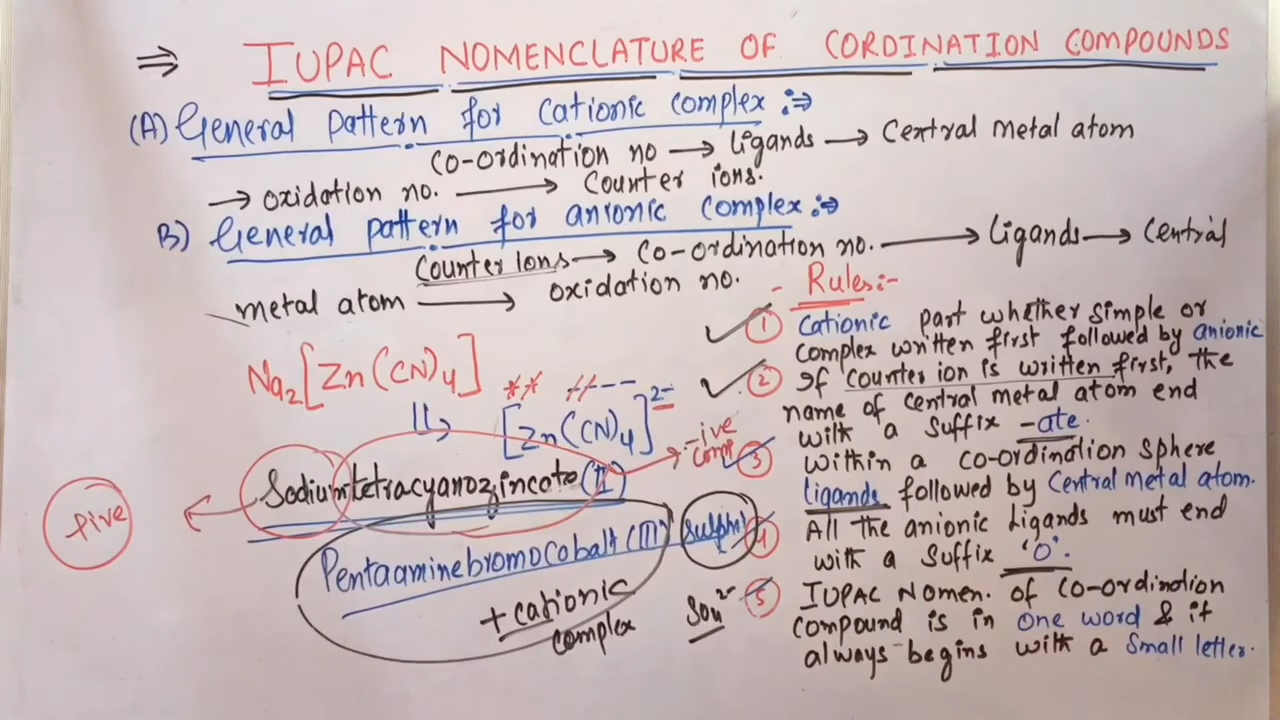 ⇒ IUPAC NOMENCLATURE OF CORDINATION COMPOUNDS
(A) General pattern for cationic complex :⇒
Co-ordination no → ligands → Central Metal atom
→ oxidation no. → Counter ions.
B) General pattern for anionic complex :⇒
Counter Ions → Co-ordination no. → Ligands → Central
metal atom → oxidation no.
- Rules:-
① Cationic part whether simple or
complex written first followed by anionic
② If counter ion is written first, the
name of central metal atom end
with a suffix -ate.
③ within a co-ordination sphere
ligands followed by Central metal atom.
④ All the anionic ligands must end
with a suffix 'O'.
⑤ IUPAC Nomen. of co-ordination
compound is in one word & it
always begins with a small letter.
Na2[Zn(CN)4]
[Zn(CN)4]2-
-ive
comp
Sodiumtetracyanozincate(II)
+ive
Pentaaminebromocobalt(III)
+ cationic
complex
SO4 2-